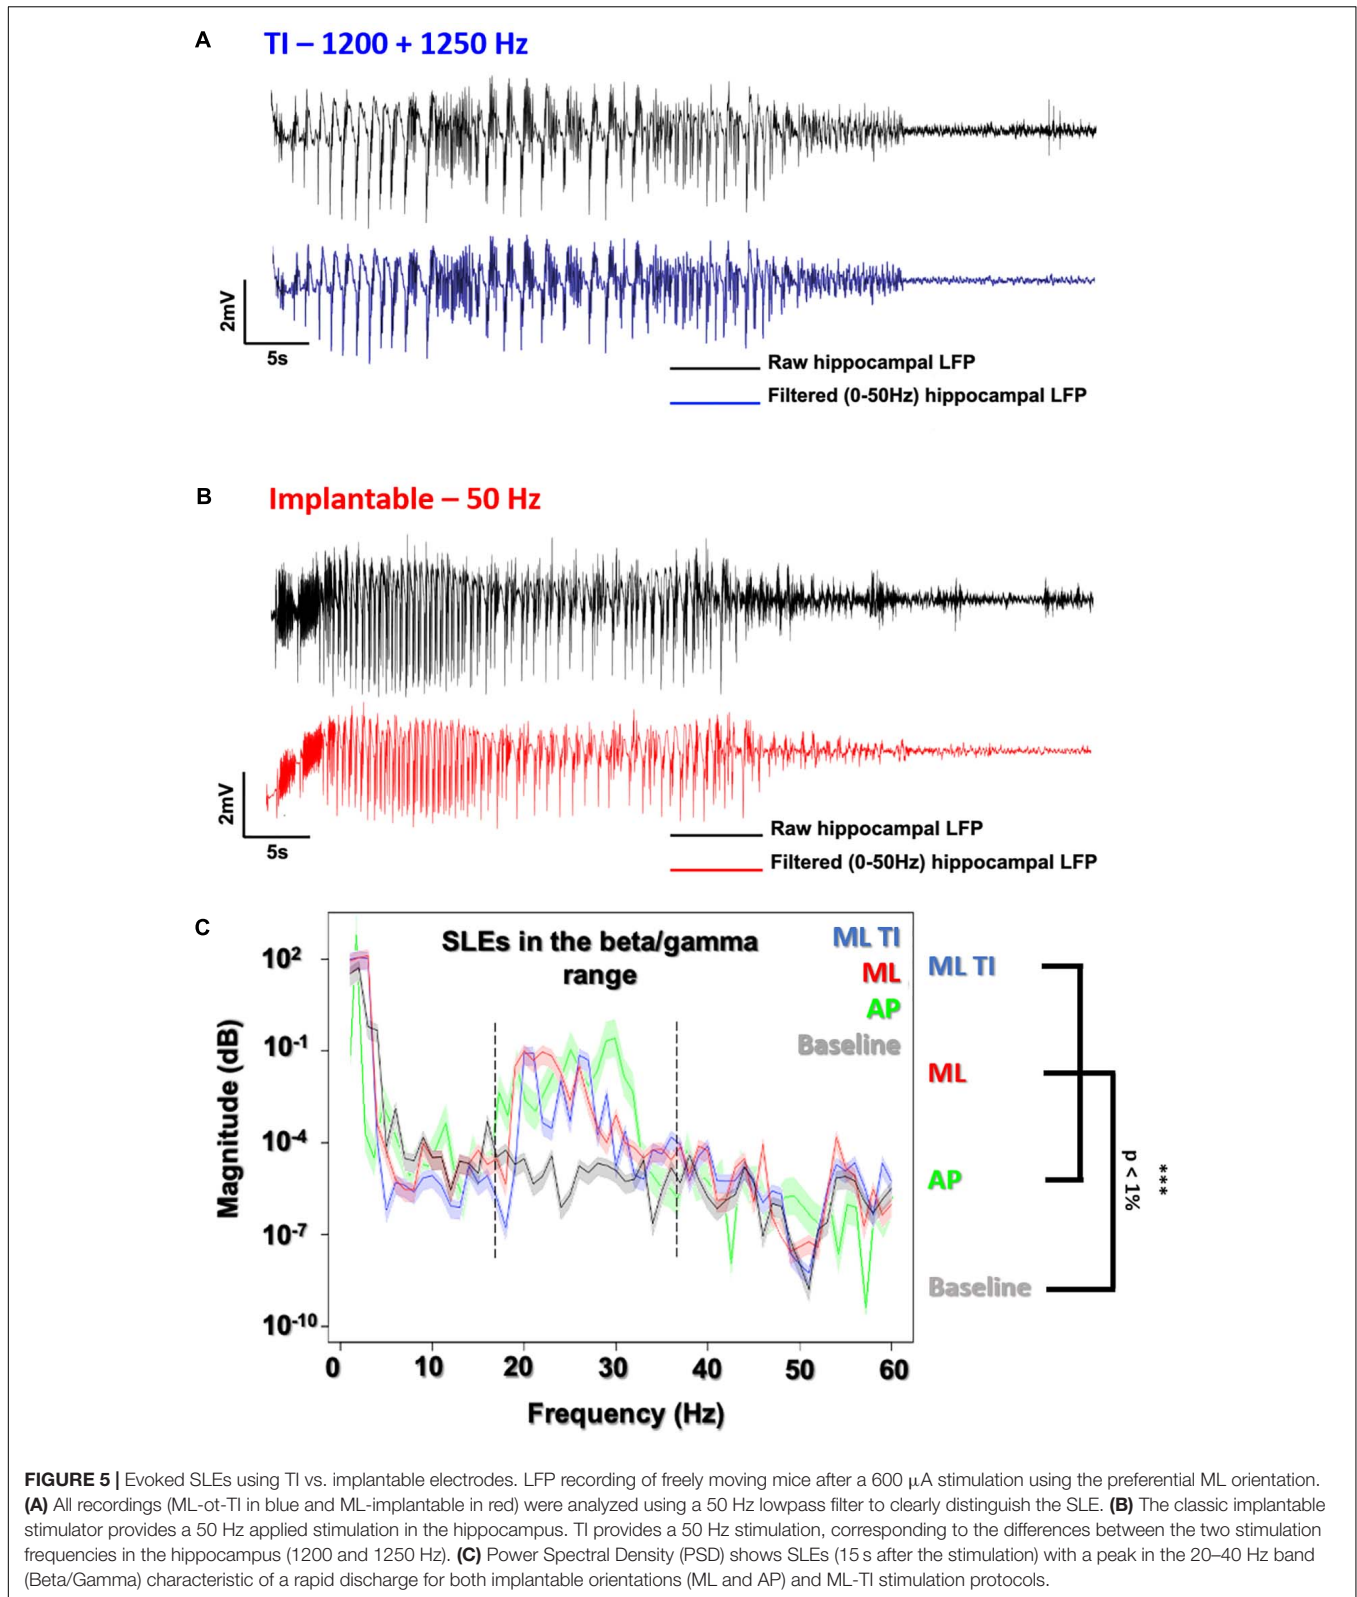 A
TI – 1200 + 1250 Hz
2mV
5s
Raw hippocampal LFP
Filtered (0-50Hz) hippocampal LFP
B
Implantable – 50 Hz
2mV
5s
Raw hippocampal LFP
Filtered (0-50Hz) hippocampal LFP
C
SLEs in the beta/gamma
range
ML TI
ML
AP
Baseline
Magnitude (dB)
10²
10⁻¹
10⁻⁴
10⁻⁷
10⁻¹⁰
0 10 20 30 40 50 60
Frequency (Hz)
ML TI
ML
AP
Baseline
***
p < 1%
FIGURE 5 | Evoked SLEs using TI vs. implantable electrodes. LFP recording of freely moving mice after a 600 μA stimulation using the preferential ML orientation.
(A) All recordings (ML-ot-TI in blue and ML-implantable in red) were analyzed using a 50 Hz lowpass filter to clearly distinguish the SLE. (B) The classic implantable
stimulator provides a 50 Hz applied stimulation in the hippocampus. TI provides a 50 Hz stimulation, corresponding to the differences between the two stimulation
frequencies in the hippocampus (1200 and 1250 Hz). (C) Power Spectral Density (PSD) shows SLEs (15 s after the stimulation) with a peak in the 20–40 Hz band
(Beta/Gamma) characteristic of a rapid discharge for both implantable orientations (ML and AP) and ML-TI stimulation protocols.